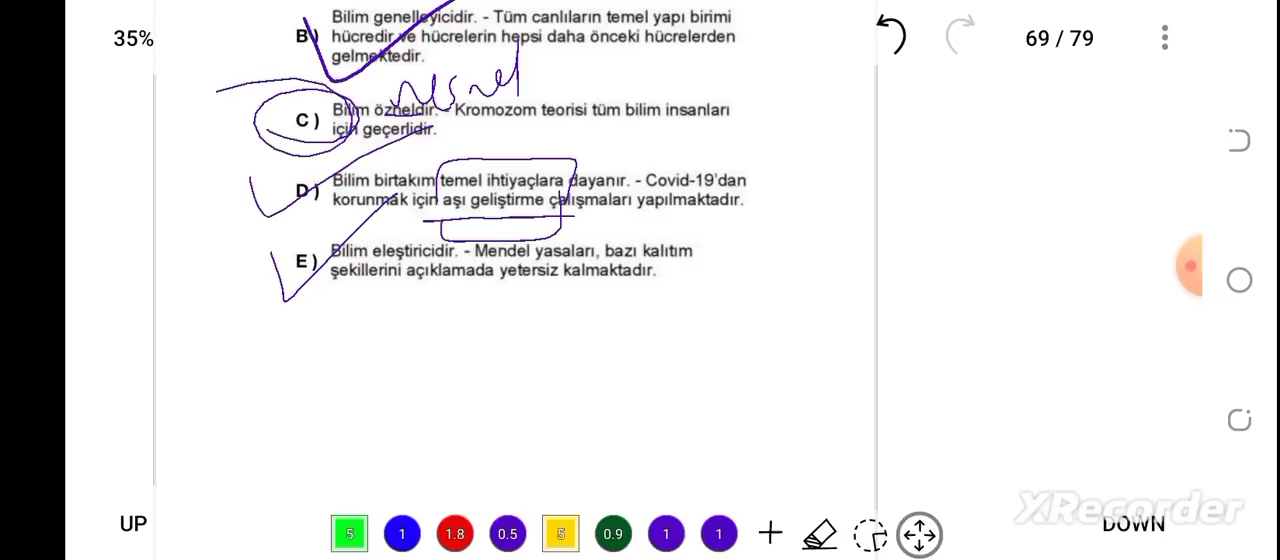 35%
69 / 79
B) Bilim genelleyicidir. - Tüm canlıların temel yapı birimi
hücredir ve hücrelerin hepsi daha önceki hücrelerden
gelmektedir.
nesnel
C) Bilim özneldir. - Kromozom teorisi tüm bilim insanları
için geçerlidir.
D) Bilim birtakım temel ihtiyaçlara dayanır. - Covid-19'dan
korunmak için aşı geliştirme çalışmaları yapılmaktadır.
E) Bilim eleştiricidir. - Mendel yasaları, bazı kalıtım
şekillerini açıklamada yetersiz kalmaktadır.
XRecorder
UP
5 1 1.8 0.5 5 0.9 1 1
DOWN